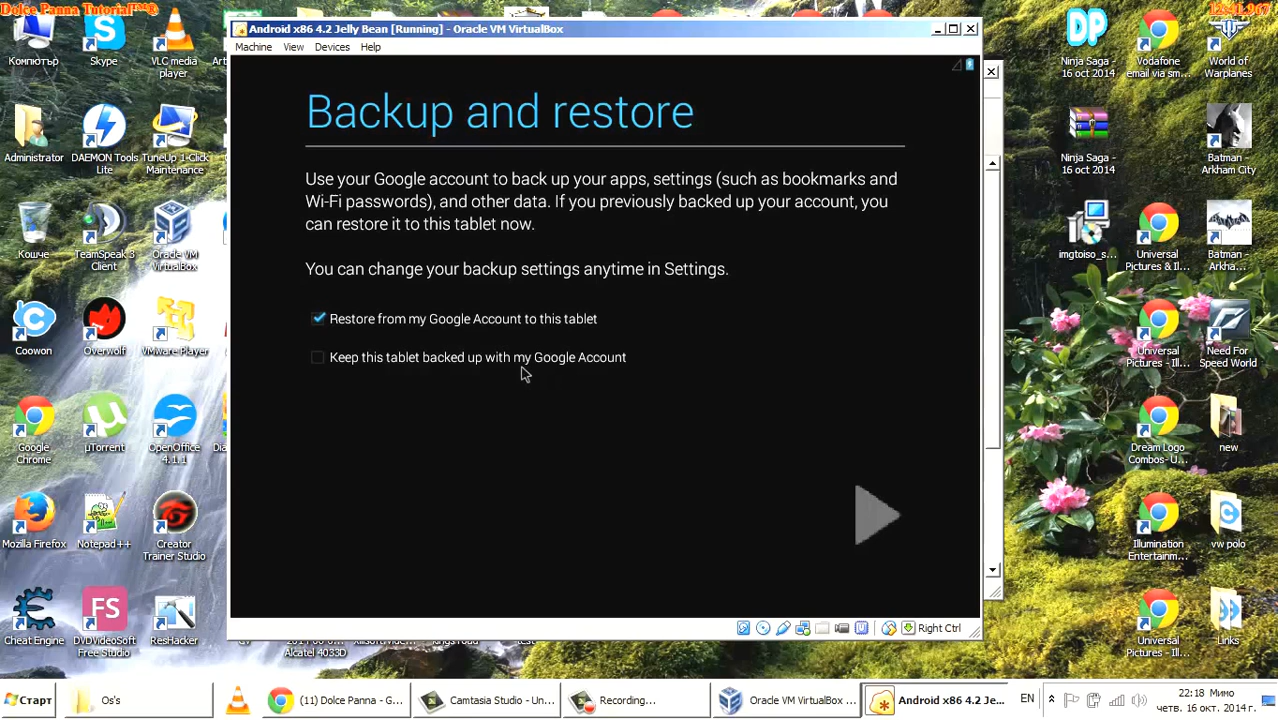 Dolce Panna Tutorial™®
Android x86 4.2 Jelly Bean [Running] - Oracle VM VirtualBox
Machine View Devices Help
Backup and restore
Use your Google account to back up your apps, settings (such as bookmarks and
Wi-Fi passwords), and other data. If you previously backed up your account, you
can restore it to this tablet now.
You can change your backup settings anytime in Settings.
Restore from my Google Account to this tablet
Keep this tablet backed up with my Google Account
Right Ctrl
Компютър
Skype
VLC media
player
Administrator
DAEMON Tools
Lite
TuneUp 1-Click
Maintenance
Кошче
TeamSpeak 3
Client
Oracle VM
VirtualBox
Coowon
Overwolf
VMware Player
Google
Chrome
µTorrent
OpenOffice
4.1.1
Mozilla Firefox
Notepad++
Creator
Trainer Studio
Cheat Engine
DVDVideoSoft
Free Studio
ResHacker
Alcatel 4033D
Ninja Saga -
16 oct 2014
Vodafone
email via sm...
World of
Warplanes
Ninja Saga -
16 oct 2014
Universal
Pictures - Il...
Batman -
Arkham City
imgtoiso_s...
Universal
Pictures & Il...
Batman -
Arkha...
Universal
Pictures - Il...
Need For
Speed World
Dream Logo
Combos- U...
new
Illumination
Entertainm...
vw polo
Universal
Pictures - Il...
Links
Старт
Os's
(11) Dolce Panna - G...
Camtasia Studio - Un...
Recording...
Oracle VM VirtualBox ...
Android x86 4.2 Je...
EN
22:18 Мино
четв. 16 окт. 2014 г.